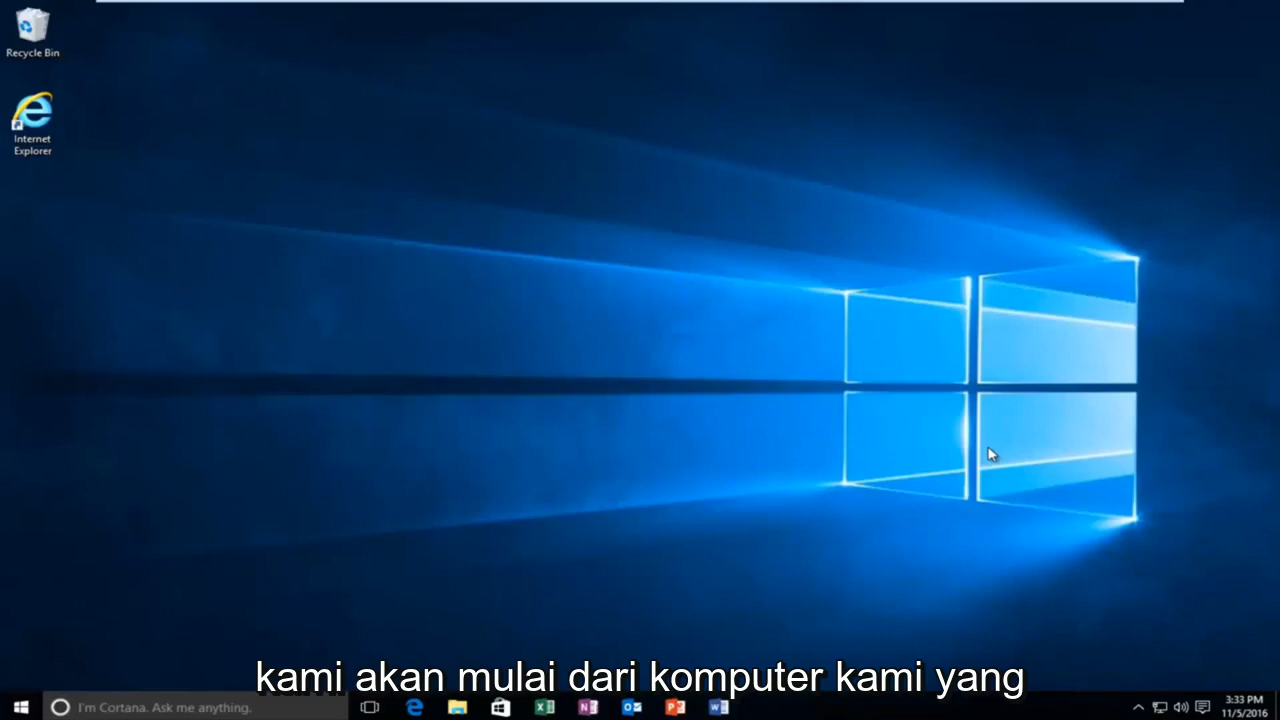 Recycle Bin
Internet
Explorer
kami akan mulai dari komputer kami yang
I'm Cortana. Ask me anything.
3:33 PM
11/5/2016